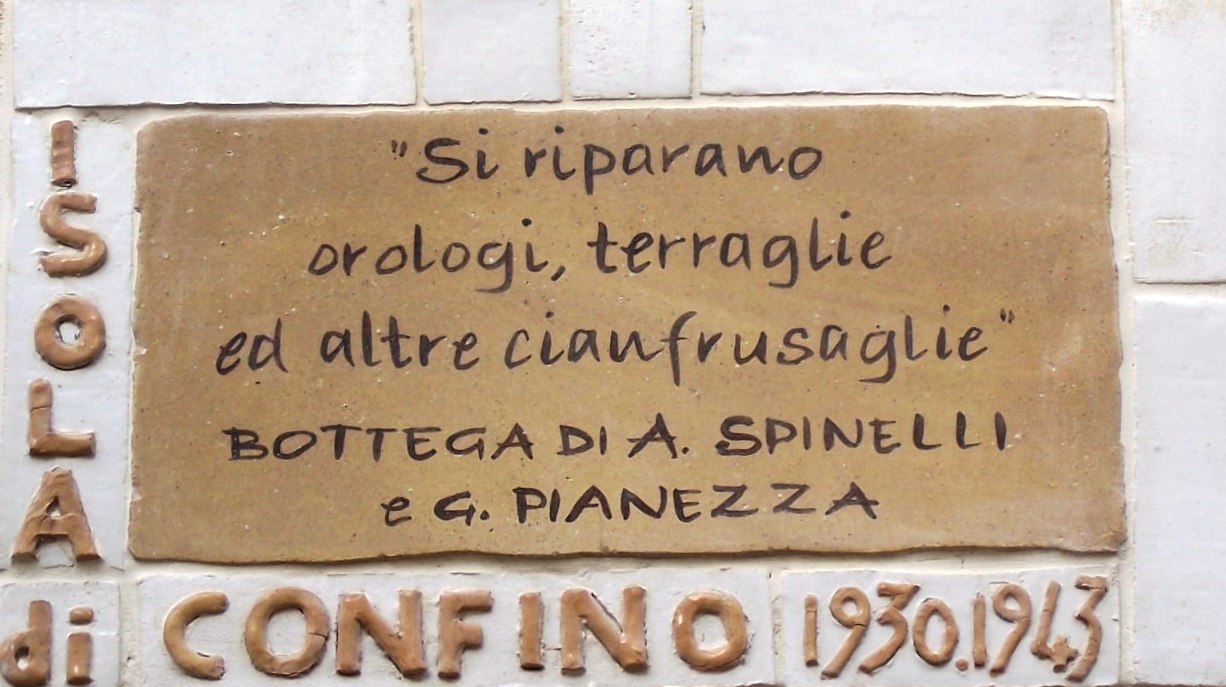 "Si riparano
orologi, terraglie
ed altre cianfrusaglie"
BOTTEGA DI A. SPINELLI
e G. PIANEZZA
ISOLA
di CONFINO 1930.1943